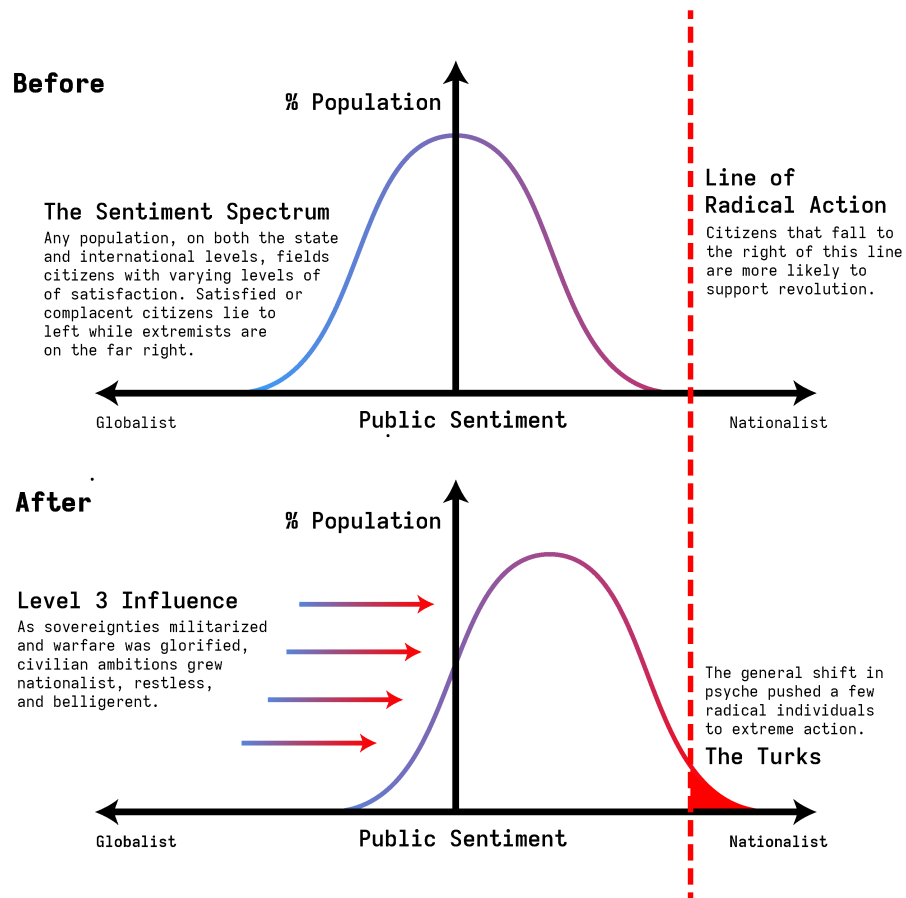 Before
% Population
The Sentiment Spectrum
Any population, on both the state
and international levels, fields
citizens with varying levels of
of satisfaction. Satisfied or
complacent citizens lie to
left while extremists are
on the far right.
Line of
Radical Action
Citizens that fall to
the right of this line
are more likely to
support revolution.
Globalist
Public Sentiment
Nationalist
After
% Population
Level 3 Influence
As sovereignties militarized
and warfare was glorified,
civilian ambitions grew
nationalist, restless,
and belligerent.
The general shift in
psyche pushed a few
radical individuals
to extreme action.
The Turks
Globalist
Public Sentiment
Nationalist